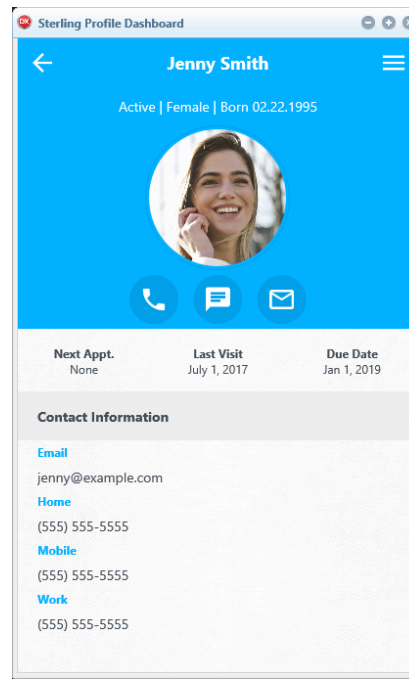 Sterling Profile Dashboard
Jenny Smith
Active | Female | Born 02.22.1995
Next Appt. Last Visit Due Date
None July 1, 2017 Jan 1, 2019
Contact Information
Email
jenny@example.com
Home
(555) 555-5555
Mobile
(555) 555-5555
Work
(555) 555-5555